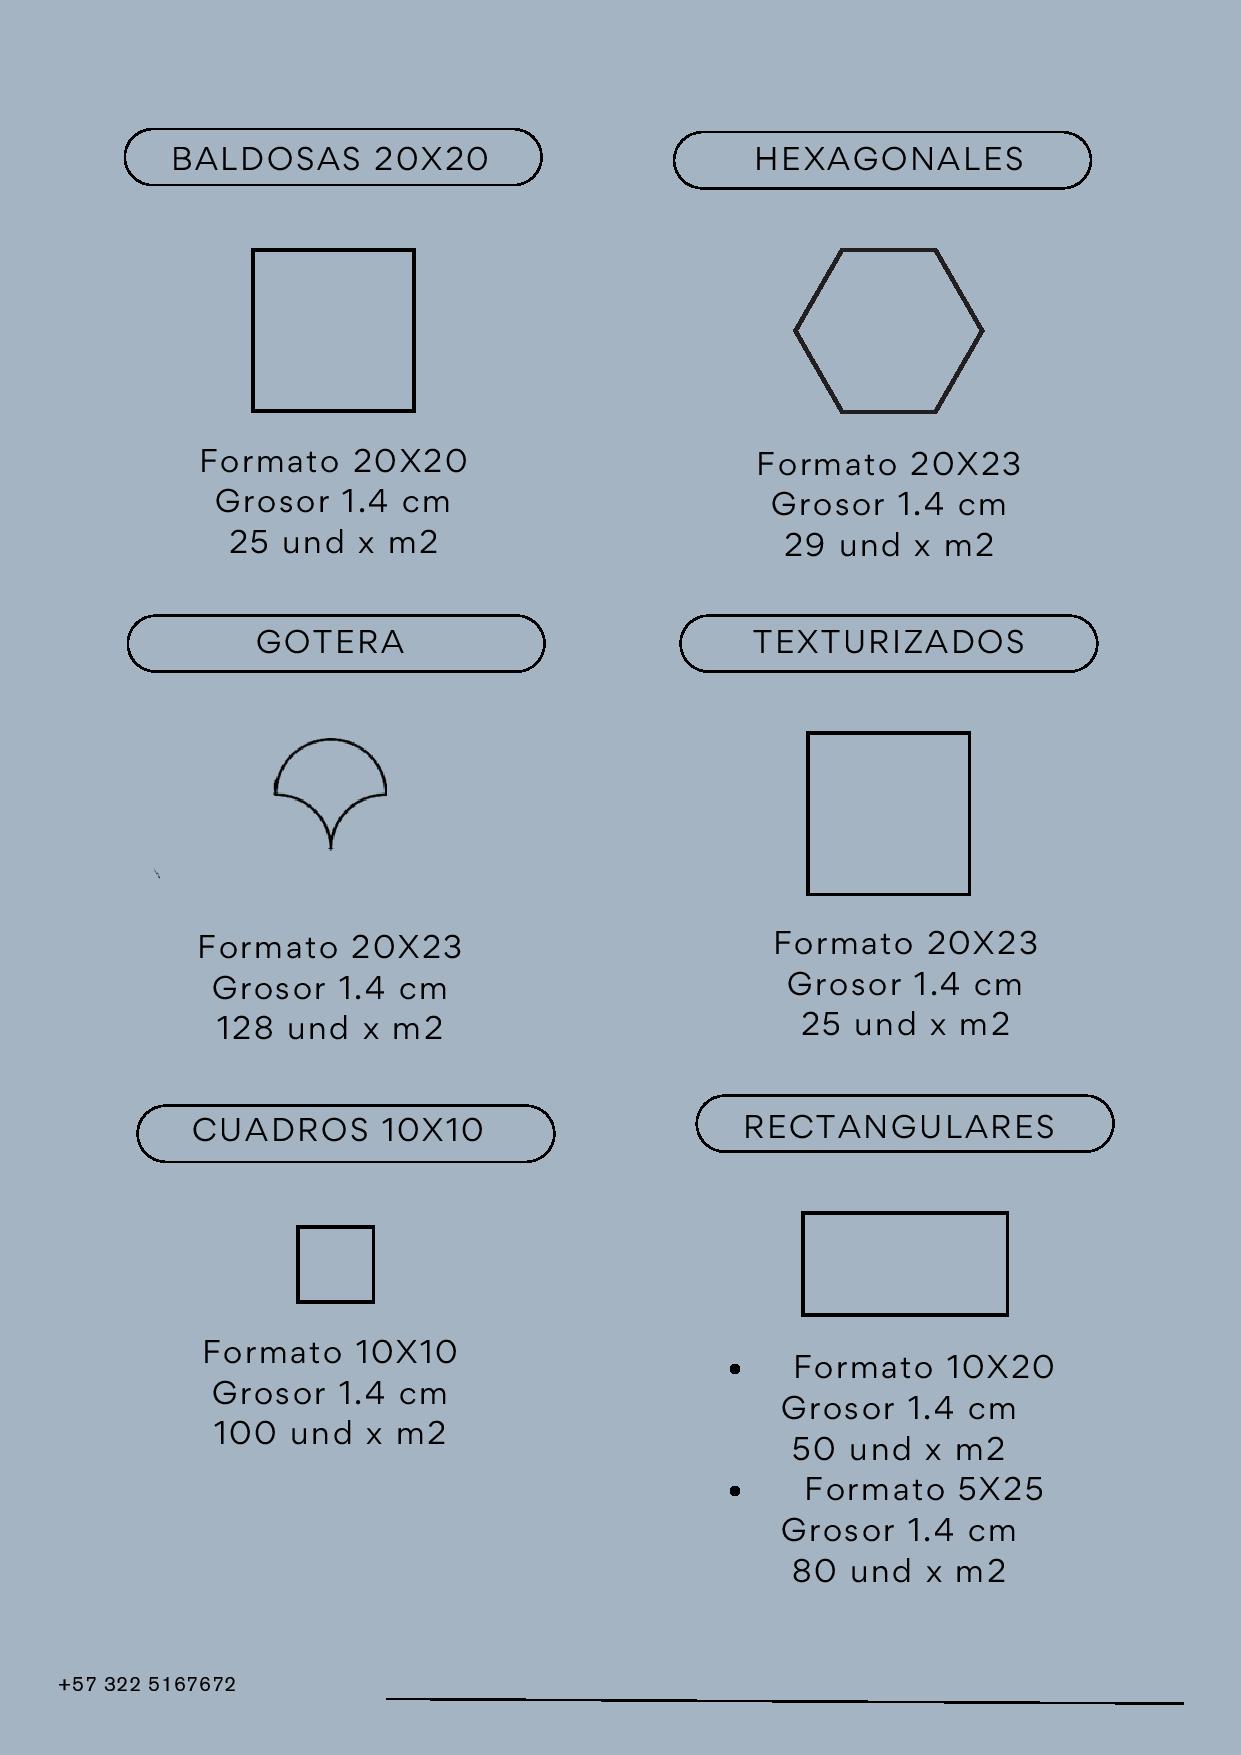 BALDOSAS 20X20
Formato 20X20
Grosor 1.4 cm
25 und x m2
HEXAGONALES
Formato 20X23
Grosor 1.4 cm
29 und x m2
GOTERA
Formato 20X23
Grosor 1.4 cm
128 und x m2
TEXTURIZADOS
Formato 20X23
Grosor 1.4 cm
25 und x m2
CUADROS 10X10
Formato 10X10
Grosor 1.4 cm
100 und x m2
RECTANGULARES
• Formato 10X20
Grosor 1.4 cm
50 und x m2
• Formato 5X25
Grosor 1.4 cm
80 und x m2
+57 322 5167672